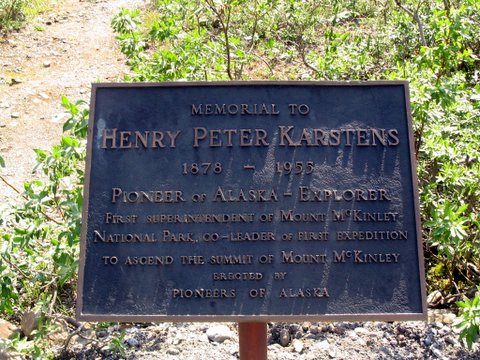 MEMORIAL TO
HENRY PETER KARSTENS
1878 - 1955
PIONEER OF ALASKA - EXPLORER
FIRST SUPERINTENDENT OF MOUNT MCKINLEY
NATIONAL PARK, CO-LEADER OF FIRST EXPEDITION
TO ASCEND THE SUMMIT OF MOUNT MCKINLEY
ERECTED BY
PIONEERS OF ALASKA